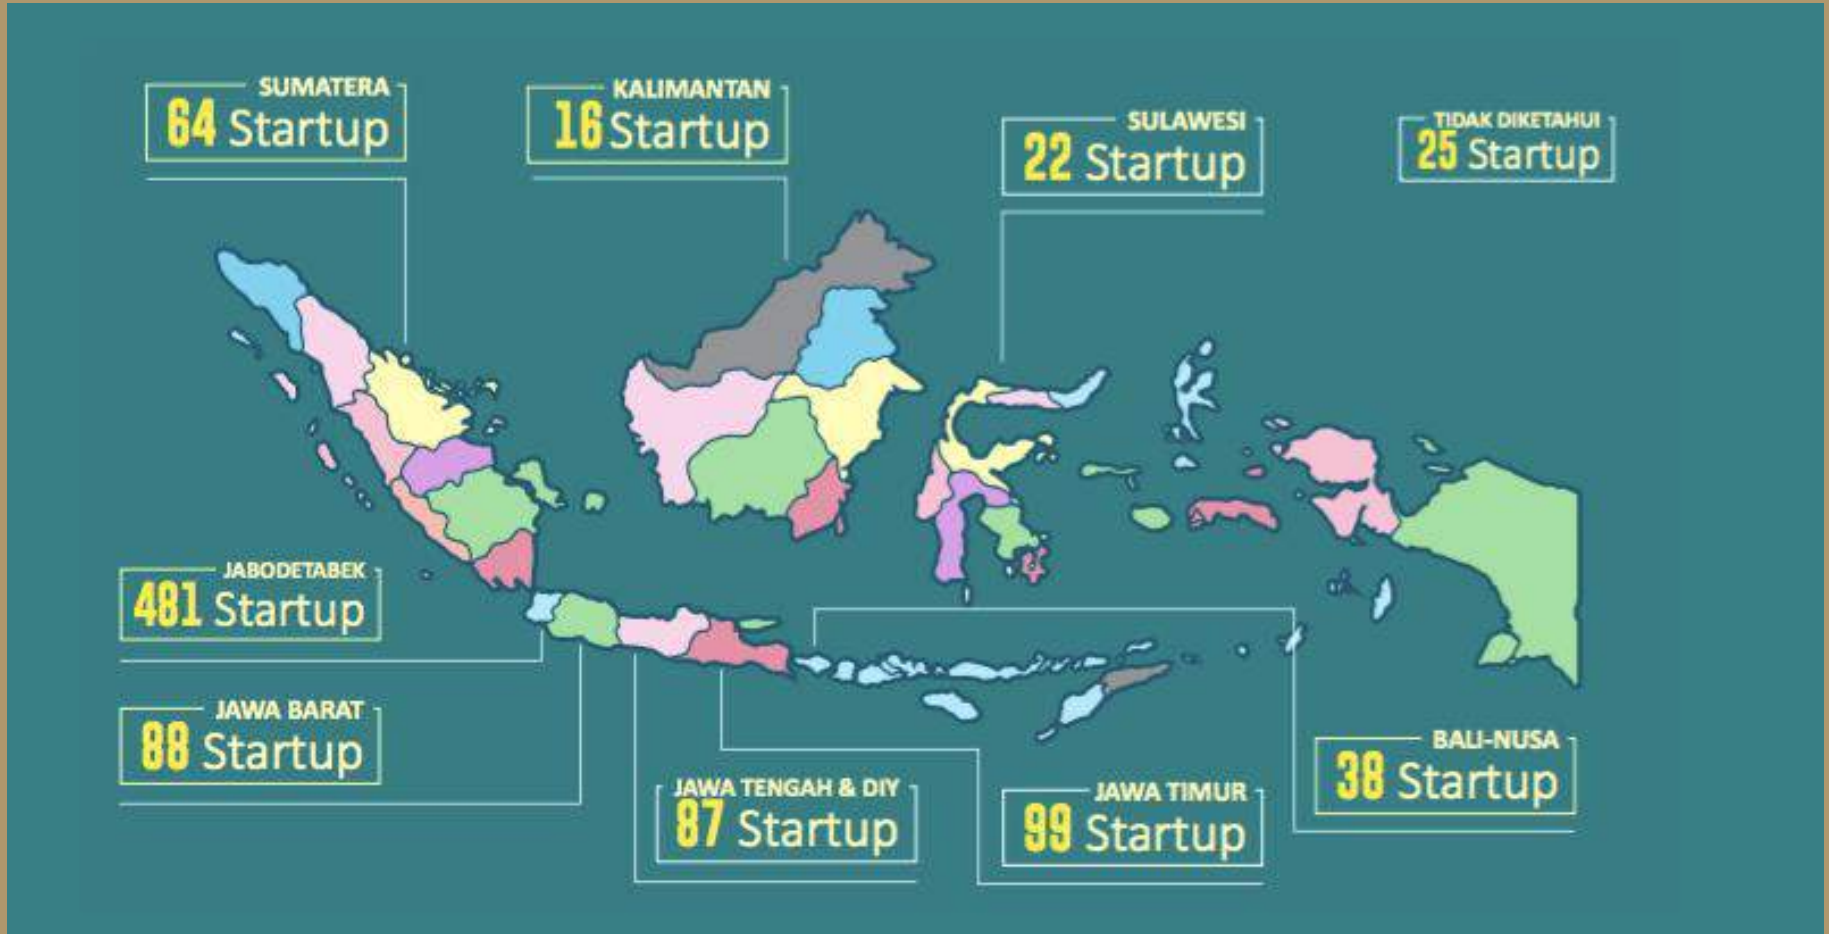 SUMATERA
64 Startup
KALIMANTAN
16 Startup
SULAWESI
22 Startup
TIDAK DIKETAHUI
25 Startup
JABODETABEK
481 Startup
JAWA BARAT
88 Startup
JAWA TENGAH & DIY
87 Startup
JAWA TIMUR
99 Startup
BALI-NUSA
38 Startup